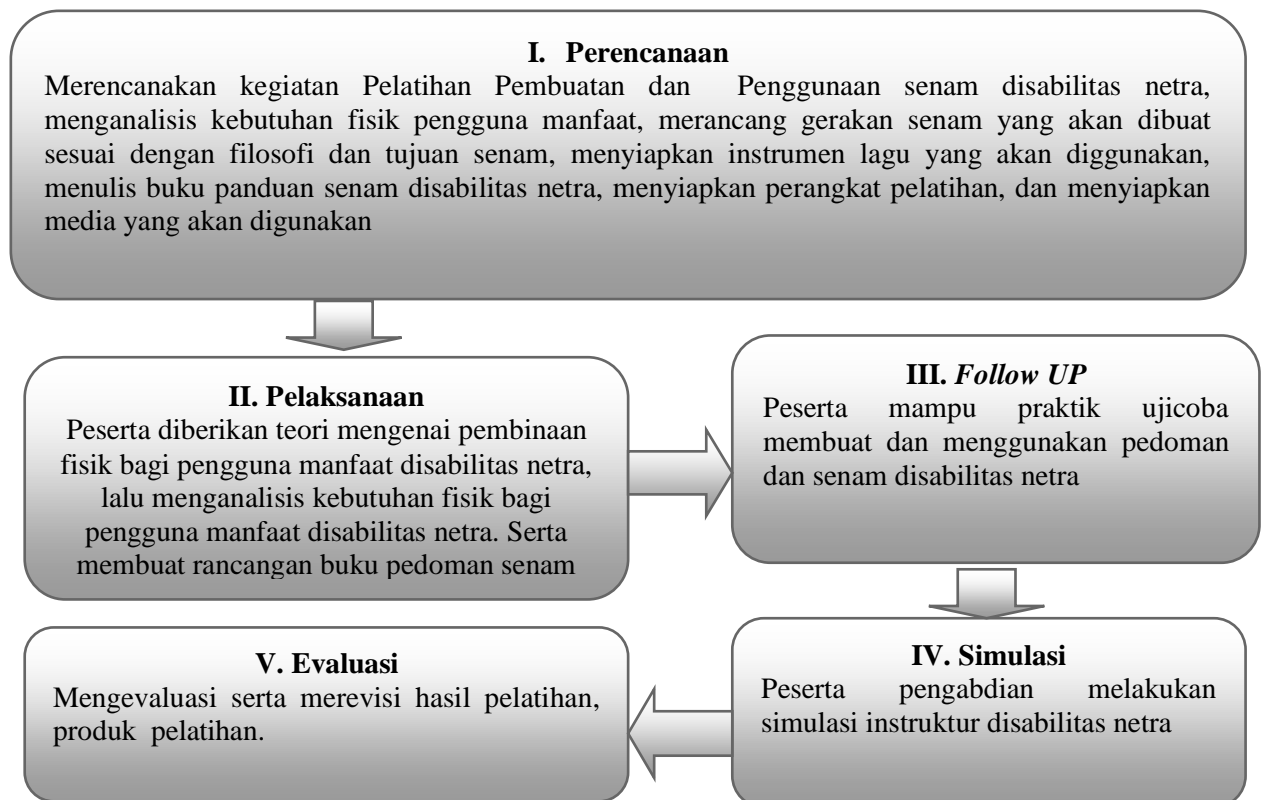 I. Perencanaan
Merencanakan kegiatan Pelatihan Pembuatan dan Penggunaan senam disabilitas netra,
menganalisis kebutuhan fisik pengguna manfaat, merancang gerakan senam yang akan dibuat
sesuai dengan filosofi dan tujuan senam, menyiapkan instrumen lagu yang akan diggunakan,
menulis buku panduan senam disabilitas netra, menyiapkan perangkat pelatihan, dan menyiapkan
media yang akan digunakan
II. Pelaksanaan
Peserta diberikan teori mengenai pembinaan
fisik bagi pengguna manfaat disabilitas netra,
lalu menganalisis kebutuhan fisik bagi
pengguna manfaat disabilitas netra. Serta
membuat rancangan buku pedoman senam
III. Follow UP
Peserta mampu praktik ujicoba
membuat dan menggunakan pedoman
dan senam disabilitas netra
IV. Simulasi
Peserta pengabdian melakukan
simulasi instruktur disabilitas netra
V. Evaluasi
Mengevaluasi serta merevisi hasil pelatihan,
produk pelatihan.